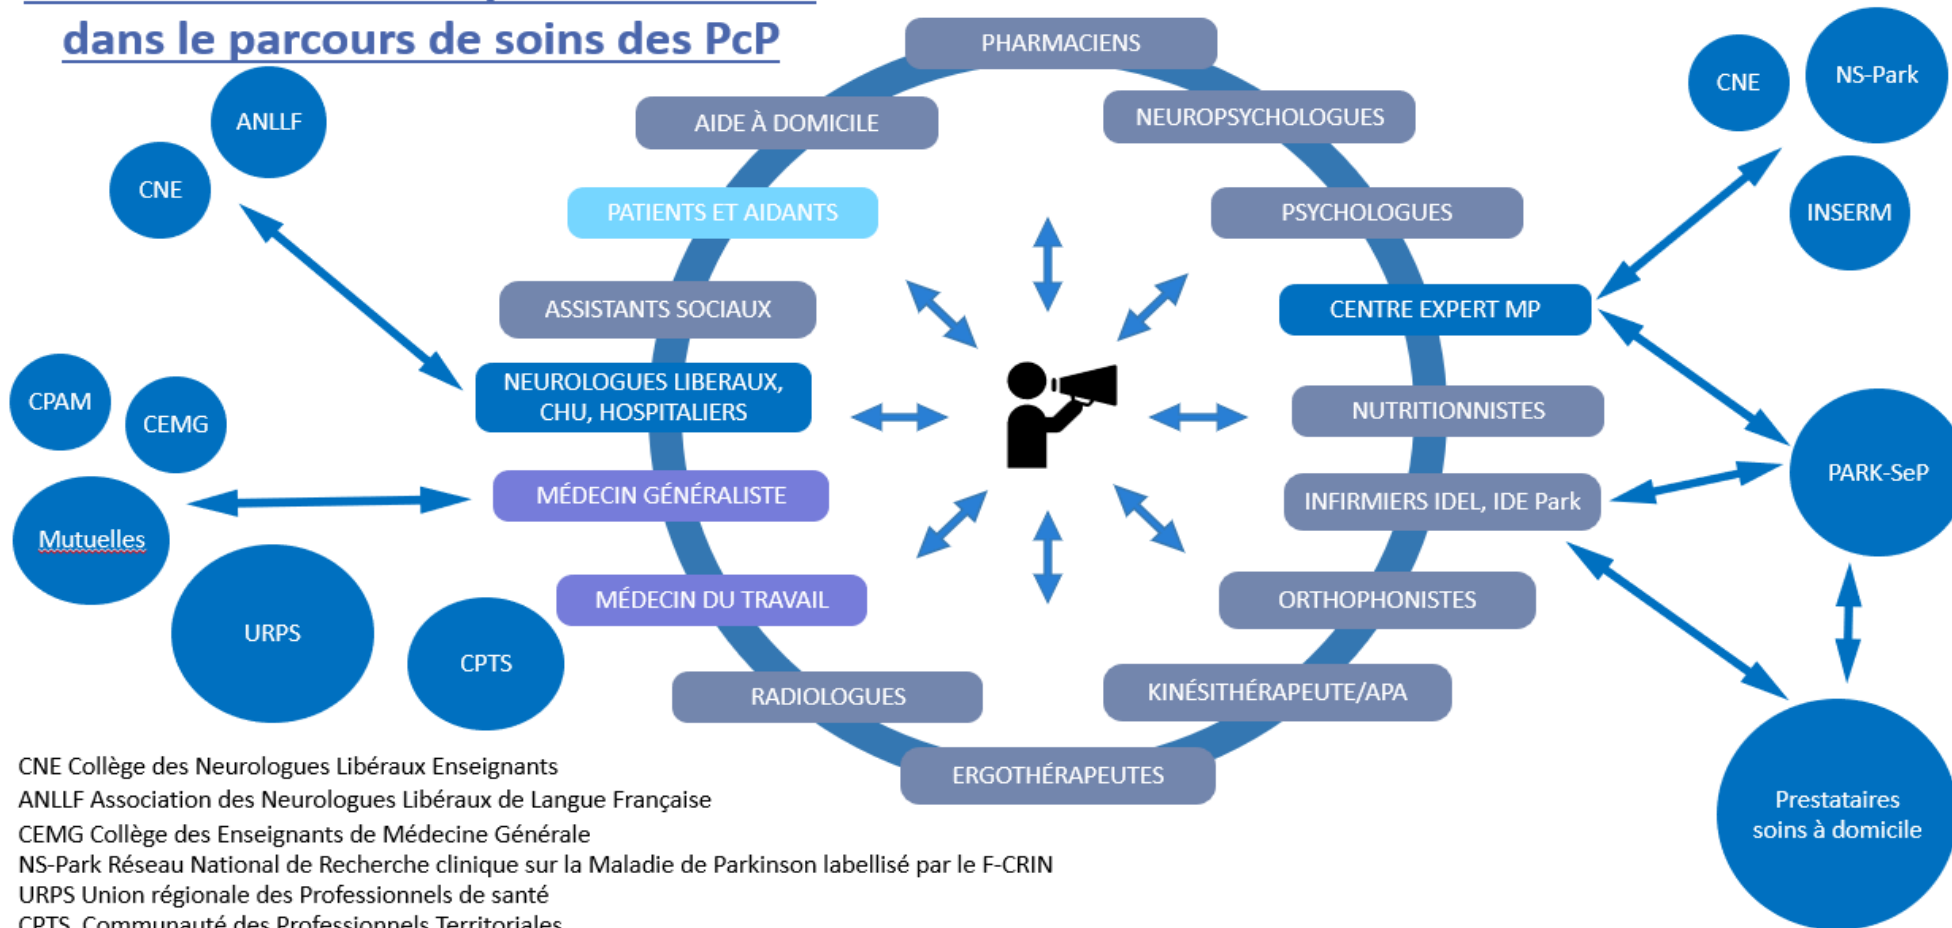 dans le parcours de soins des PcP
PHARMACIENS
AIDE À DOMICILE
NEUROPSYCHOLOGUES
PATIENTS ET AIDANTS
PSYCHOLOGUES
ASSISTANTS SOCIAUX
CENTRE EXPERT MP
NEUROLOGUES LIBERAUX,
CHU, HOSPITALIERS
NUTRITIONNISTES
MÉDECIN GÉNÉRALISTE
INFIRMIERS IDEL, IDE Park
MÉDECIN DU TRAVAIL
ORTHOPHONISTES
RADIOLOGUES
KINÉSITHÉRAPEUTE/APA
ERGOTHÉRAPEUTES
ANLLF
CNE
CPAM
CEMG
Mutuelles
URPS
CPTS
CNE
NS-Park
INSERM
PARK-SeP
Prestataires
soins à domicile
CNE Collège des Neurologues Libéraux Enseignants
ANLLF Association des Neurologues Libéraux de Langue Française
CEMG Collège des Enseignants de Médecine Générale
NS-Park Réseau National de Recherche clinique sur la Maladie de Parkinson labellisé par le F-CRIN
URPS Union régionale des Professionnels de santé
CPTS Communauté des Professionnels Territoriales